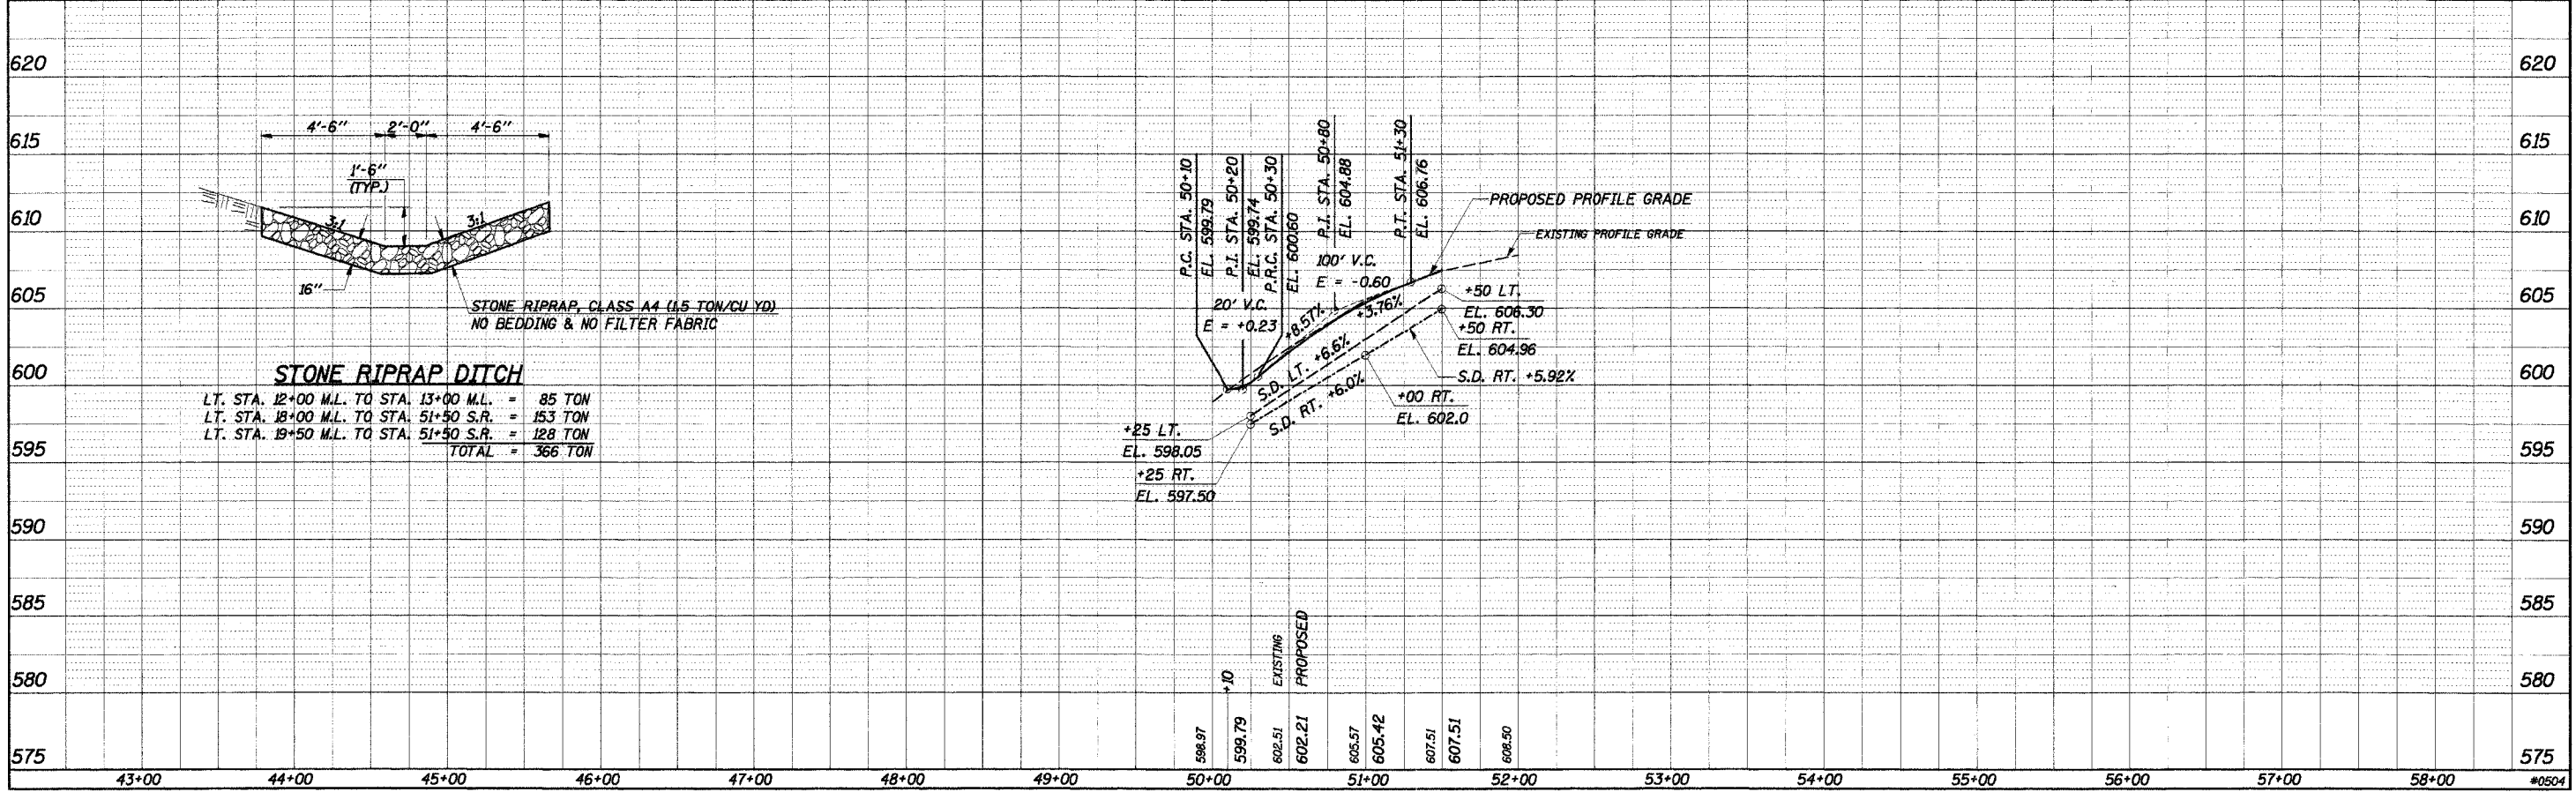 620
615
610
605
600
595
590
585
580
575
4'-6" 2'-0" 4'-6"
1'-6"
(TYP.)
3:1 3:1
16"
STONE RIPRAP, CLASS A4 (1.5 TON/CU YD)
NO BEDDING & NO FILTER FABRIC
STONE RIPRAP DITCH
LT. STA. 12+00 M.L. TO STA. 13+00 M.L. = 85 TON
LT. STA. 18+00 M.L. TO STA. 51+50 S.R. = 153 TON
LT. STA. 19+50 M.L. TO STA. 51+50 S.R. = 128 TON
TOTAL = 366 TON
P.C. STA. 50+10
EL. 599.79
P.I. STA. 50+20
EL. 599.74
P.R.C. STA. 50+30
EL. 600.60
P.I. STA. 50+80
EL. 604.88
P.T. STA. 51+30
EL. 606.76
20' V.C.
E = +0.23
100' V.C.
E = -0.60
+8.57%
+3.76%
PROPOSED PROFILE GRADE
EXISTING PROFILE GRADE
S.D. LT. +6.6%
S.D. RT. +6.0%
S.D. RT. +5.92%
+50 LT.
EL. 606.30
+50 RT.
EL. 604.96
+00 RT.
EL. 602.0
+25 LT.
EL. 598.05
+25 RT.
EL. 597.50
+10
EXISTING
PROPOSED
598.97
599.79
602.51
602.21
605.57
605.42
607.51
607.51
608.50
620
615
610
605
600
595
590
585
580
575
43+00 44+00 45+00 46+00 47+00 48+00 49+00 50+00 51+00 52+00 53+00 54+00 55+00 56+00 57+00 58+00
#0504